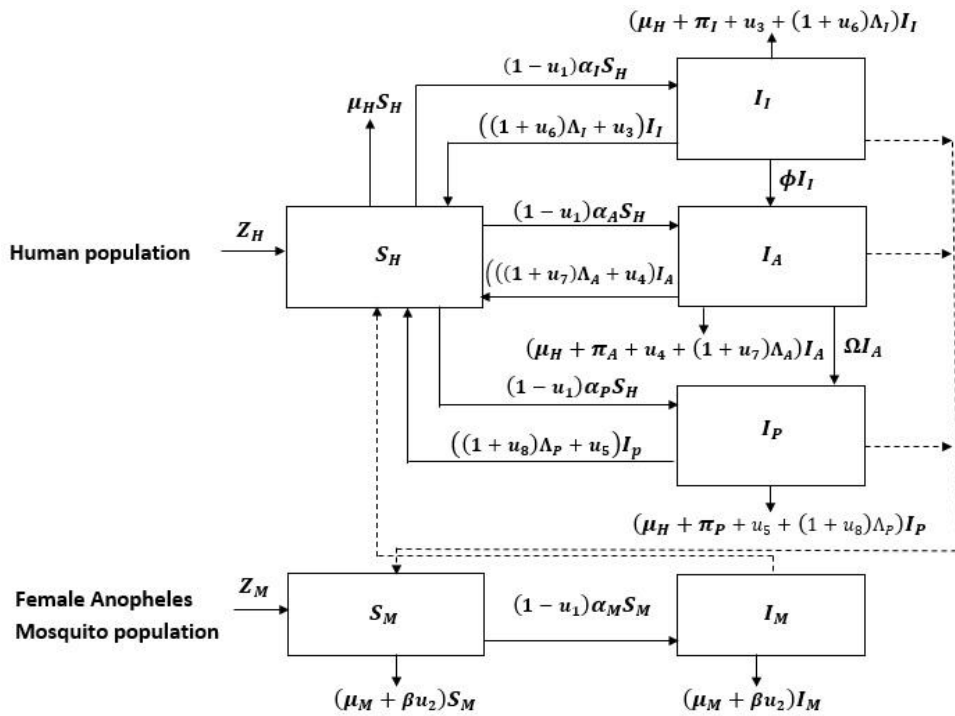 (μ_H + π_I + u_3 + (1 + u_6)Λ_I)I_I
(1 − u_1)α_I S_H
I_I
μ_H S_H
((1 + u_6)Λ_I + u_3)I_I
ϕI_I
Z_H
(1 − u_1)α_A S_H
Human population
S_H
I_A
(((1 + u_7)Λ_A + u_4)I_A
(μ_H + π_A + u_4 + (1 + u_7)Λ_A)I_A
ΩI_A
(1 − u_1)α_P S_H
I_P
((1 + u_8)Λ_P + u_5)I_p
(μ_H + π_P + u_5 + (1 + u_8)Λ_P)I_P
Z_M
Female Anopheles
Mosquito population
S_M
(1 − u_1)α_M S_M
I_M
(μ_M + βu_2)S_M
(μ_M + βu_2)I_M